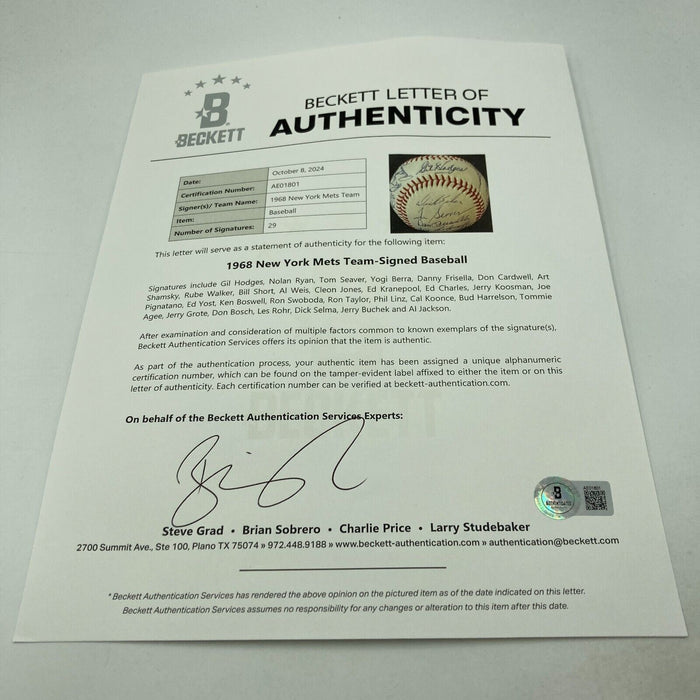 BECKETT
BECKETT LETTER OF
AUTHENTICITY
Date: October 8, 2024
Certification Number: AE01801
Signer(s)/ Team Name: 1968 New York Mets Team
Item: Baseball
Number of Signatures: 29
Gil Hodges
This letter will serve as a statement of authenticity for the following item:
1968 New York Mets Team-Signed Baseball
Signatures include Gil Hodges, Nolan Ryan, Tom Seaver, Yogi Berra, Danny Frisella, Don Cardwell, Art
Shamsky, Rube Walker, Bill Short, Al Weis, Cleon Jones, Ed Kranepool, Ed Charles, Jerry Koosman, Joe
Pignatano, Ed Yost, Ken Boswell, Ron Swoboda, Ron Taylor, Phil Linz, Cal Koonce, Bud Harrelson, Tommie
Agee, Jerry Grote, Don Bosch, Les Rohr, Dick Selma, Jerry Buchek and Al Jackson.
After examination and consideration of multiple factors common to known exemplars of the signature(s),
Beckett Authentication Services offers its opinion that the item is authentic.
As part of the authentication process, your authentic item has been assigned a unique alphanumeric
certification number, which can be found on the tamper-evident label affixed to either the item or on this
letter of authenticity. Each certification number can be verified at beckett-authentication.com.
BECKETT
On behalf of the Beckett Authentication Services Experts:
AE01801
Steve Grad • Brian Sobrero • Charlie Price • Larry Studebaker
2700 Summit Ave., Ste 100, Plano TX 75074 » 972.448.9188 » www.beckett-authentication.com » authentication@beckett.com
*Beckett Authentication Services has rendered the above opinion on the pictured item as of the date indicated on this letter.
Beckett Authentication Services assumes no responsibility for any changes or alteration to this item after this date.